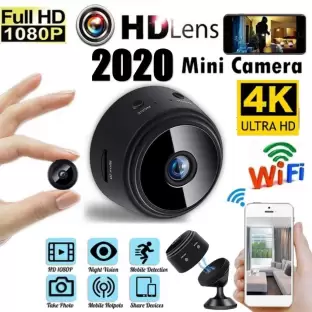 Full HD
1080P
HDLens
2020 Mini Camera
4K
ULTRA HD
WiFi
HD 1080P
Night Vision
Mobile Detection
Take Photo
Mobile Hotpots
Share Devices